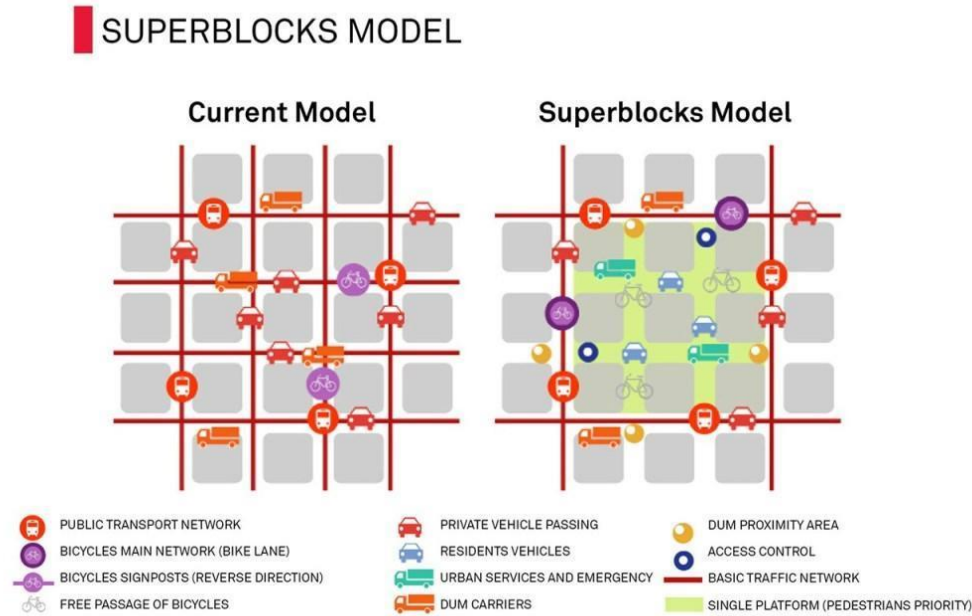 SUPERBLOCKS MODEL
Current Model
Superblocks Model
PUBLIC TRANSPORT NETWORK
BICYCLES MAIN NETWORK (BIKE LANE)
BICYCLES SIGNPOSTS (REVERSE DIRECTION)
FREE PASSAGE OF BICYCLES
PRIVATE VEHICLE PASSING
RESIDENTS VEHICLES
URBAN SERVICES AND EMERGENCY
DUM CARRIERS
DUM PROXIMITY AREA
ACCESS CONTROL
BASIC TRAFFIC NETWORK
SINGLE PLATFORM (PEDESTRIANS PRIORITY)